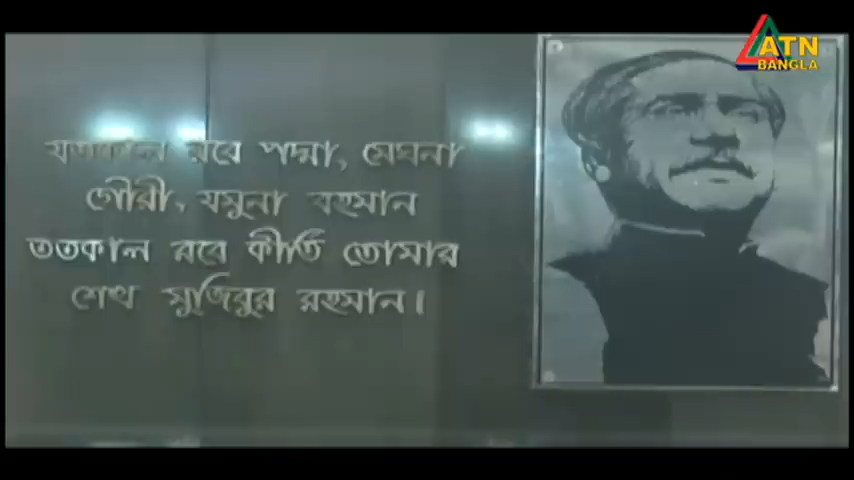 ATN
BANGLA
যতকাল রবে পদ্মা, মেঘনা
গৌরী, যমুনা বহমান
ততকাল রবে কীর্তি তোমার
শেখ মুজিবুর রহমান।